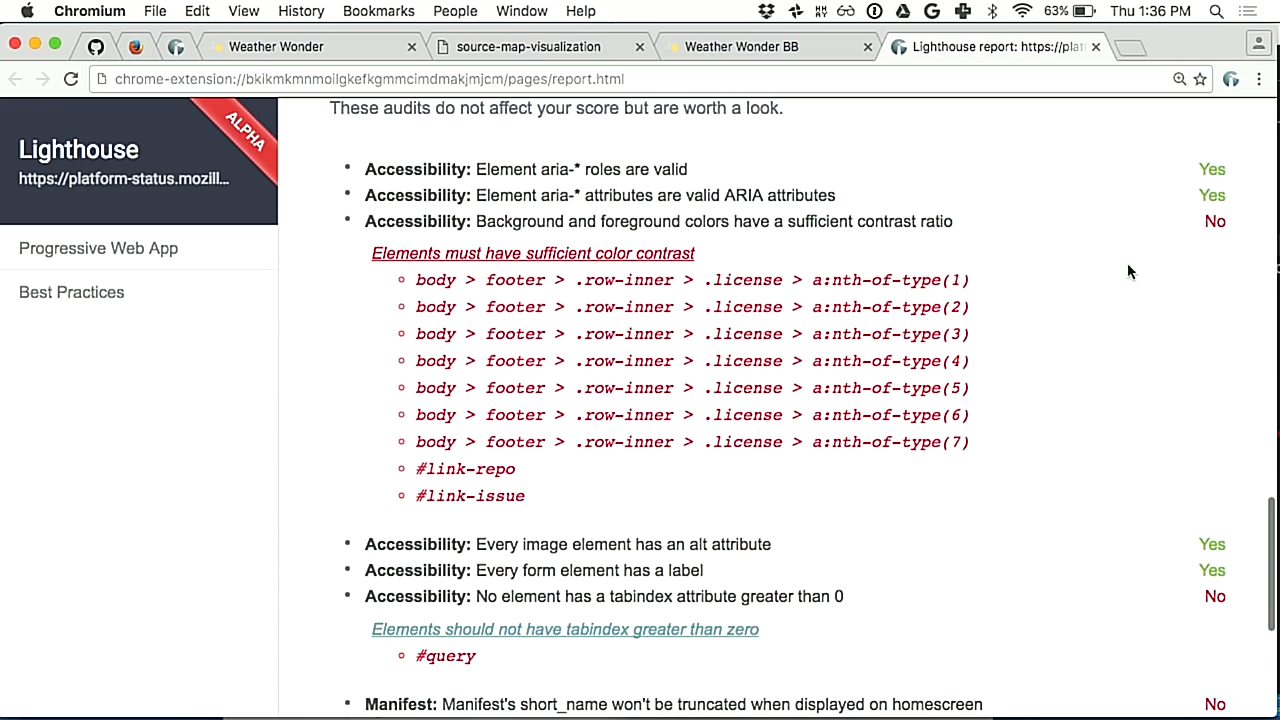 Chromium File Edit View History Bookmarks People Window Help 63% Thu 1:36 PM
Weather Wonder source-map-visualization Weather Wonder BB Lighthouse report: https://plat
chrome-extension://bkikmkmnmoilgkefkgmmcimdmakjmjcm/pages/report.html
ALPHA
Lighthouse
https://platform-status.mozill...
Progressive Web App
Best Practices
These audits do not affect your score but are worth a look.
Accessibility: Element aria-* roles are valid Yes
Accessibility: Element aria-* attributes are valid ARIA attributes Yes
Accessibility: Background and foreground colors have a sufficient contrast ratio No
Elements must have sufficient color contrast
body > footer > .row-inner > .license > a:nth-of-type(1)
body > footer > .row-inner > .license > a:nth-of-type(2)
body > footer > .row-inner > .license > a:nth-of-type(3)
body > footer > .row-inner > .license > a:nth-of-type(4)
body > footer > .row-inner > .license > a:nth-of-type(5)
body > footer > .row-inner > .license > a:nth-of-type(6)
body > footer > .row-inner > .license > a:nth-of-type(7)
#link-repo
#link-issue
Accessibility: Every image element has an alt attribute Yes
Accessibility: Every form element has a label Yes
Accessibility: No element has a tabindex attribute greater than 0 No
Elements should not have tabindex greater than zero
#query
Manifest: Manifest's short_name won't be truncated when displayed on homescreen No